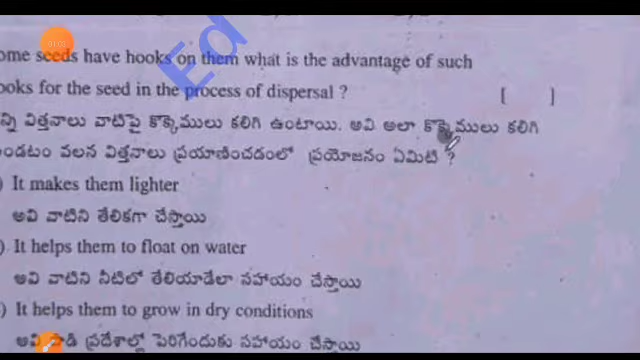 ome seeds have hooks on them what is the advantage of such
ooks for the seed in the process of dispersal ? [ ]
న్ని విత్తనాలు వాటిపై కొక్కెములు కలిగి ఉంటాయి. అవి అలా కొక్కెములు కలిగి
ండటం వలన విత్తనాలు ప్రయాణించడంలో ప్రయోజనం ఏమిటి ?
) It makes them lighter
అవి వాటిని తేలికగా చేస్తాయి
) It helps them to float on water
అవి వాటిని నీటిలో తేలియాడేలా సహాయం చేస్తాయి
) It helps them to grow in dry conditions
అవి పొడి ప్రదేశాల్లో పెరిగేందుకు సహాయం చేస్తాయి
Ed